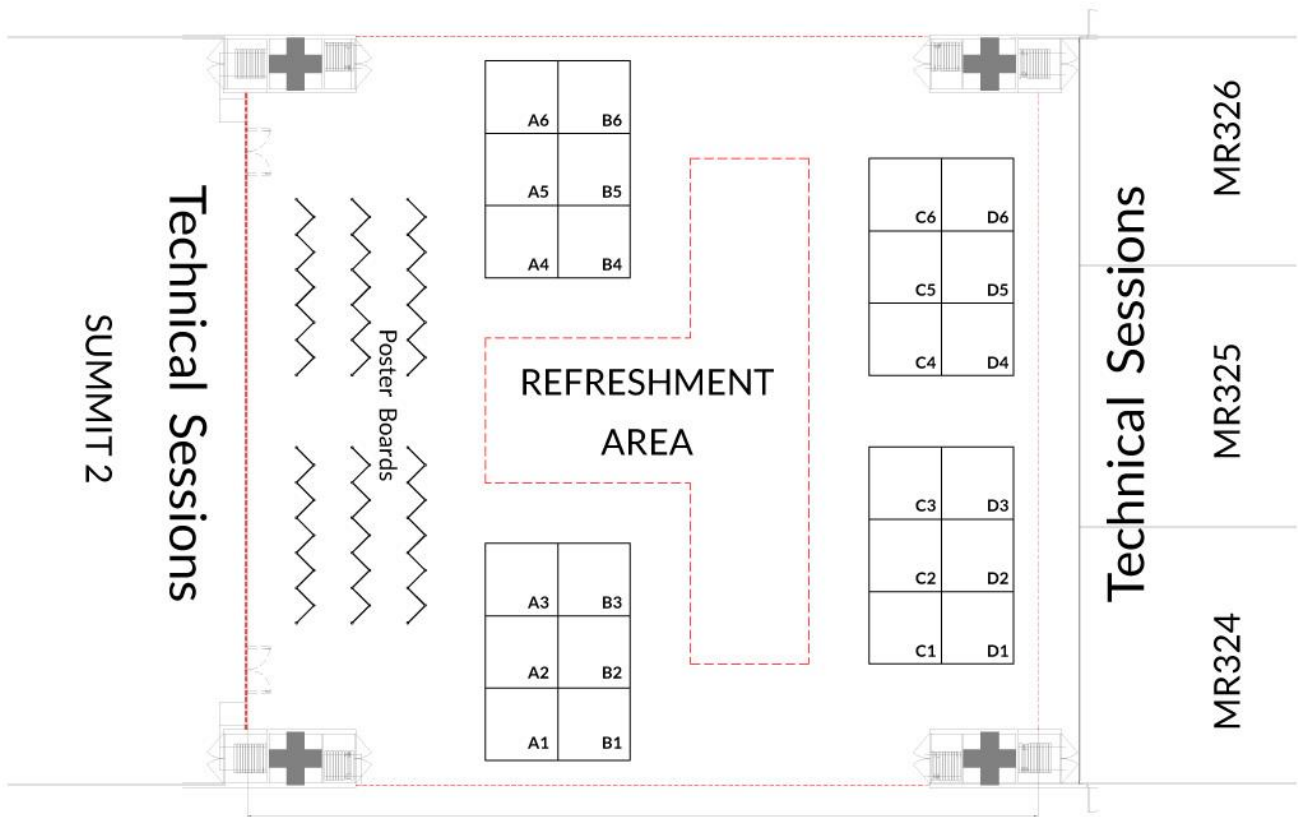 A6 B6
A5 B5
A4 B4
A3 B3
A2 B2
A1 B1
C6 D6
C5 D5
C4 D4
C3 D3
C2 D2
C1 D1
REFRESHMENT
AREA
Poster Boards
Technical Sessions
SUMMIT 2
Technical Sessions
MR326
MR325
MR324